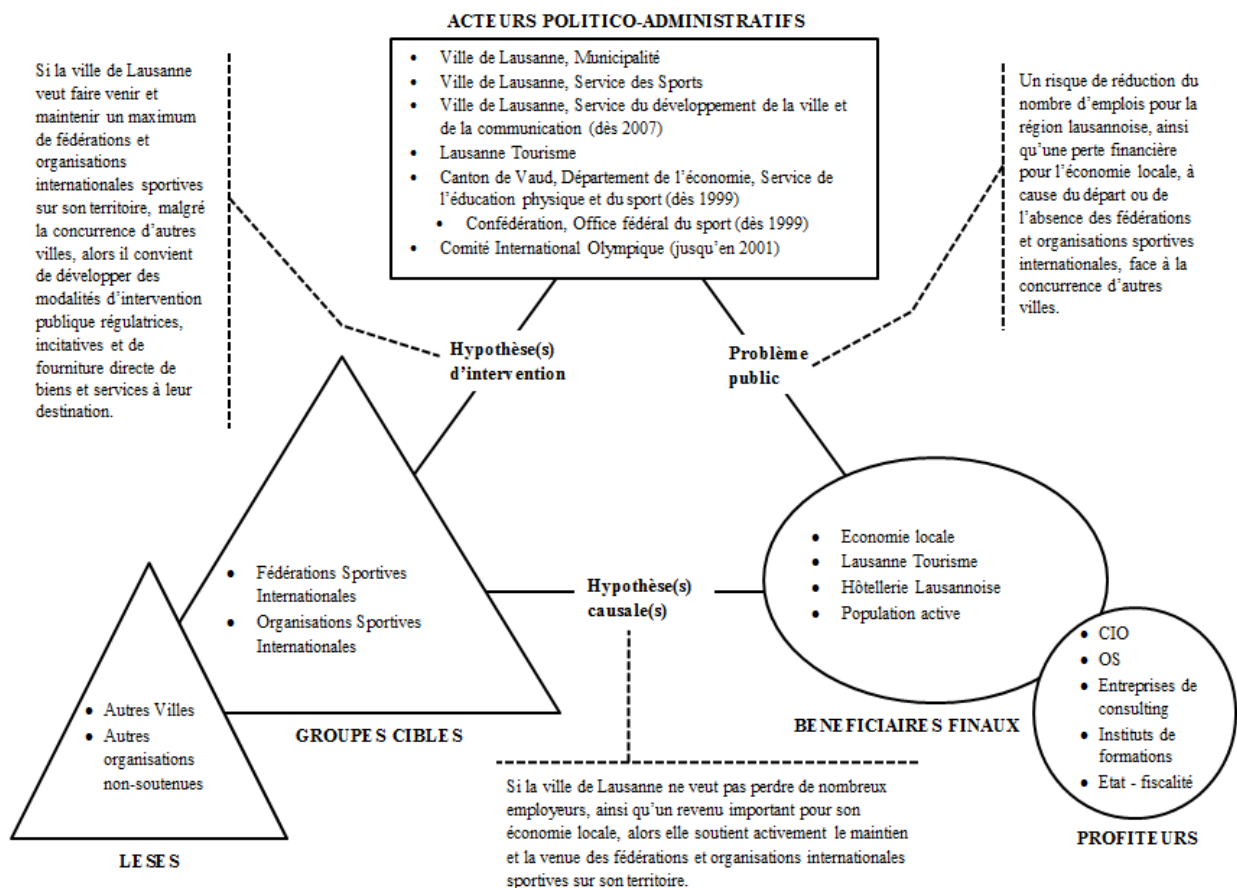 ACTEURS POLITICO-ADMINISTRATIFS
• Ville de Lausanne, Municipalité
• Ville de Lausanne, Service des Sports
• Ville de Lausanne, Service du développement de la ville et
de la communication (dès 2007)
• Lausanne Tourisme
• Canton de Vaud, Département de l'économie, Service de
l'éducation physique et du sport (dès 1999)
• Confédération, Office fédéral du sport (dès 1999)
• Comité International Olympique (jusqu'en 2001)
Si la ville de Lausanne
veut faire venir et
maintenir un maximum
de fédérations et
organisations
internationales sportives
sur son territoire, malgré
la concurrence d'autres
villes, alors il convient
de développer des
modalités d'intervention
publique régulatrices,
incitatives et de
fourniture directe de
biens et services à leur
destination.
Un risque de réduction du
nombre d'emplois pour la
région lausannoise, ainsi
qu'une perte financière
pour l'économie locale, à
cause du départ ou de
l'absence des fédérations
et organisations sportives
internationales, face à la
concurrence d'autres
villes.
Hypothèse(s)
d'intervention
Problème
public
• Fédérations Sportives
Internationales
• Organisations Sportives
Internationales
GROUPES CIBLES
Hypothèse(s)
causale(s)
• Economie locale
• Lausanne Tourisme
• Hôtellerie Lausannoise
• Population active
BENEFICIAIRES FINAUX
• Autres Villes
• Autres
organisations
non-soutenues
LESES
• CIO
• OS
• Entreprises de
consulting
• Instituts de
formations
• Etat - fiscalité
PROFITEURS
Si la ville de Lausanne ne veut pas perdre de nombreux
employeurs, ainsi qu'un revenu important pour son
économie locale, alors elle soutient activement le maintien
et la venue des fédérations et organisations internationales
sportives sur son territoire.